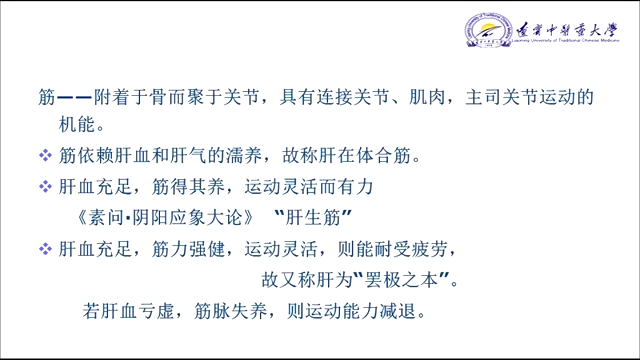 遼寧中醫藥大學
Liaoning University of Traditional Chinese Medicine
筋——附着于骨而聚于关节，具有连接关节、肌肉，主司关节运动的
机能。
筋依赖肝血和肝气的濡养，故称肝在体合筋。
肝血充足，筋得其养，运动灵活而有力
《素问·阴阳应象大论》 “肝生筋”
肝血充足，筋力强健，运动灵活，则能耐受疲劳，
故又称肝为“罢极之本”。
若肝血亏虚，筋脉失养，则运动能力减退。